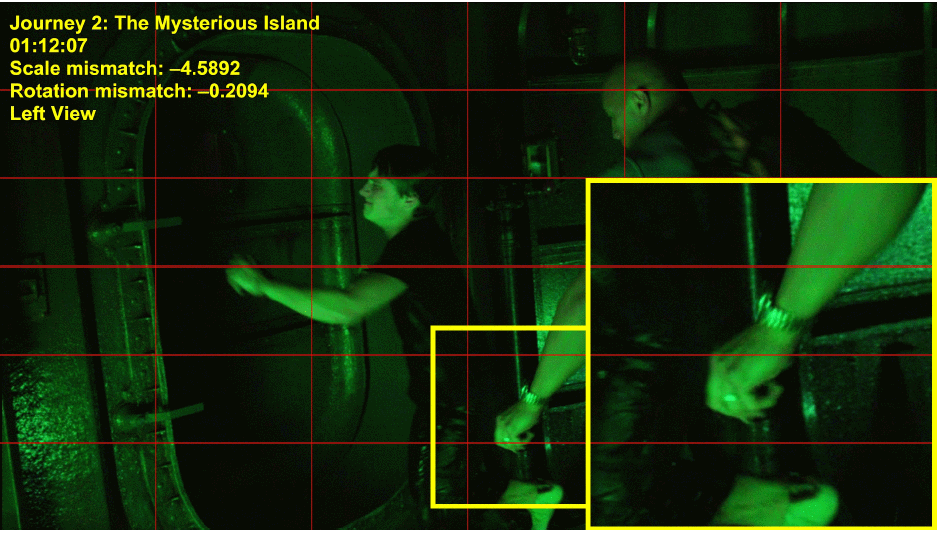 Journey 2: The Mysterious Island
01:12:07
Scale mismatch: –4.5892
Rotation mismatch: –0.2094
Left View